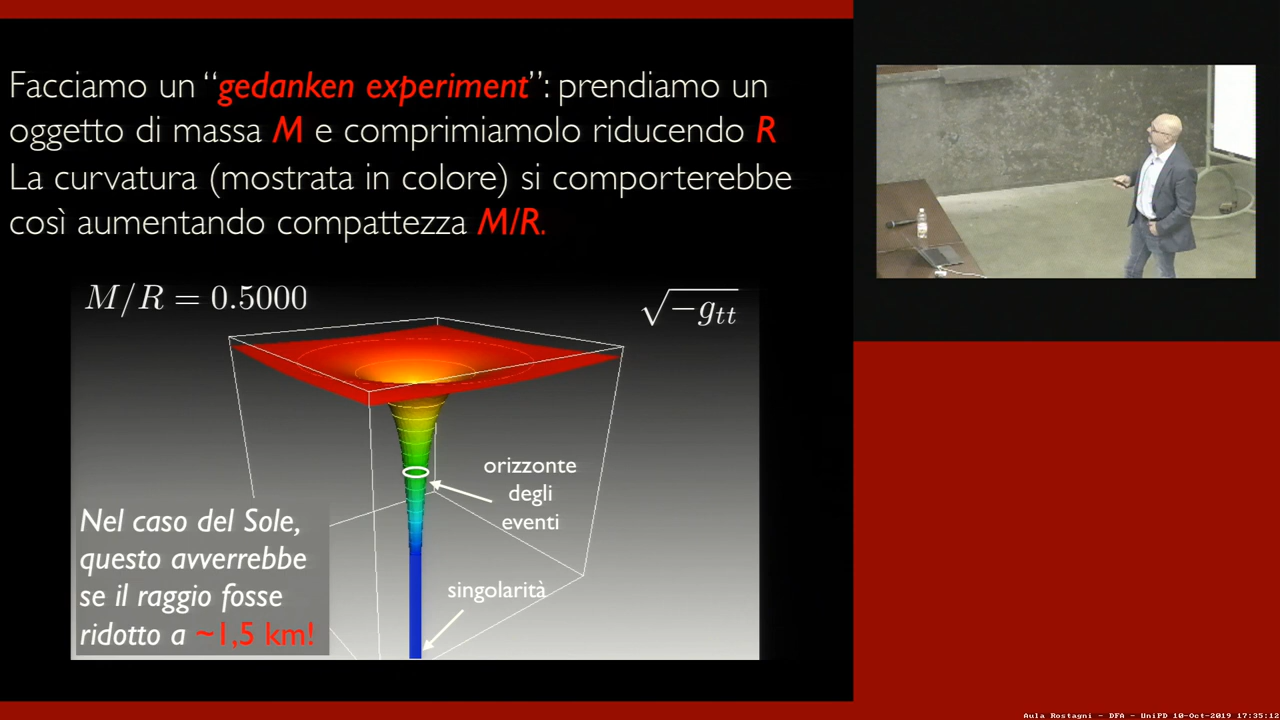 Facciamo un “gedanken experiment”: prendiamo un
oggetto di massa M e comprimiamolo riducendo R
La curvatura (mostrata in colore) si comporterebbe
così aumentando compattezza M/R.
M/R = 0.5000
√−gtt
orizzonte
degli
eventi
Nel caso del Sole,
questo avverrebbe
se il raggio fosse
ridotto a ~1,5 km!
singolarità
Aula Rostagni - DFA - UniPD 10-Oct-2019 17:35:12